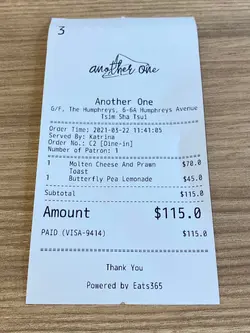 3
another one
Another One
G/F, The Humphreys, 6-6A Humphreys Avenue
Tsim Sha Tsui
Order Time: 2021-03-22 11:41:05
Served By: Katrina
Order No.: C2 [Dine-in]
Number of Patron: 1
1 Molten Cheese And Prawn $70.0
Toast
1 Butterfly Pea Lemonade $45.0
Subtotal $115.0
Amount $115.0
PAID (VISA-9414) $115.0
Thank You
Powered by Eats365